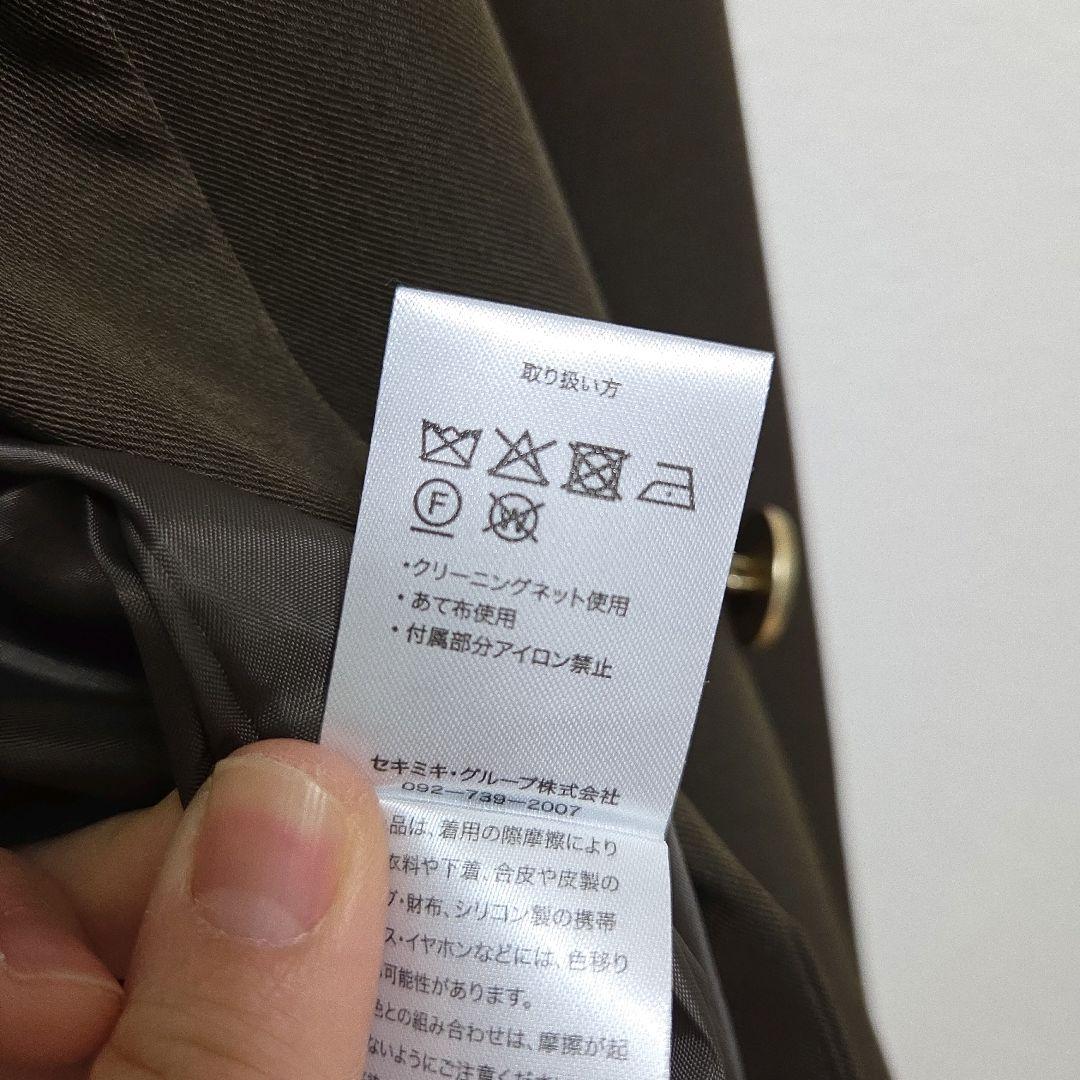 取り扱い方
F W
・クリーニングネット使用
・あて布使用
・付属部分アイロン禁止
セキミキ・グループ株式会社
092-739-2007
品は、着用の際摩擦により
衣料や下着、合皮や皮製の
グ・財布、シリコン製の携帯
ス・イヤホンなどには、色移り
可能性があります。
色との組み合わせは、摩擦が起
ないようにご注意くだ